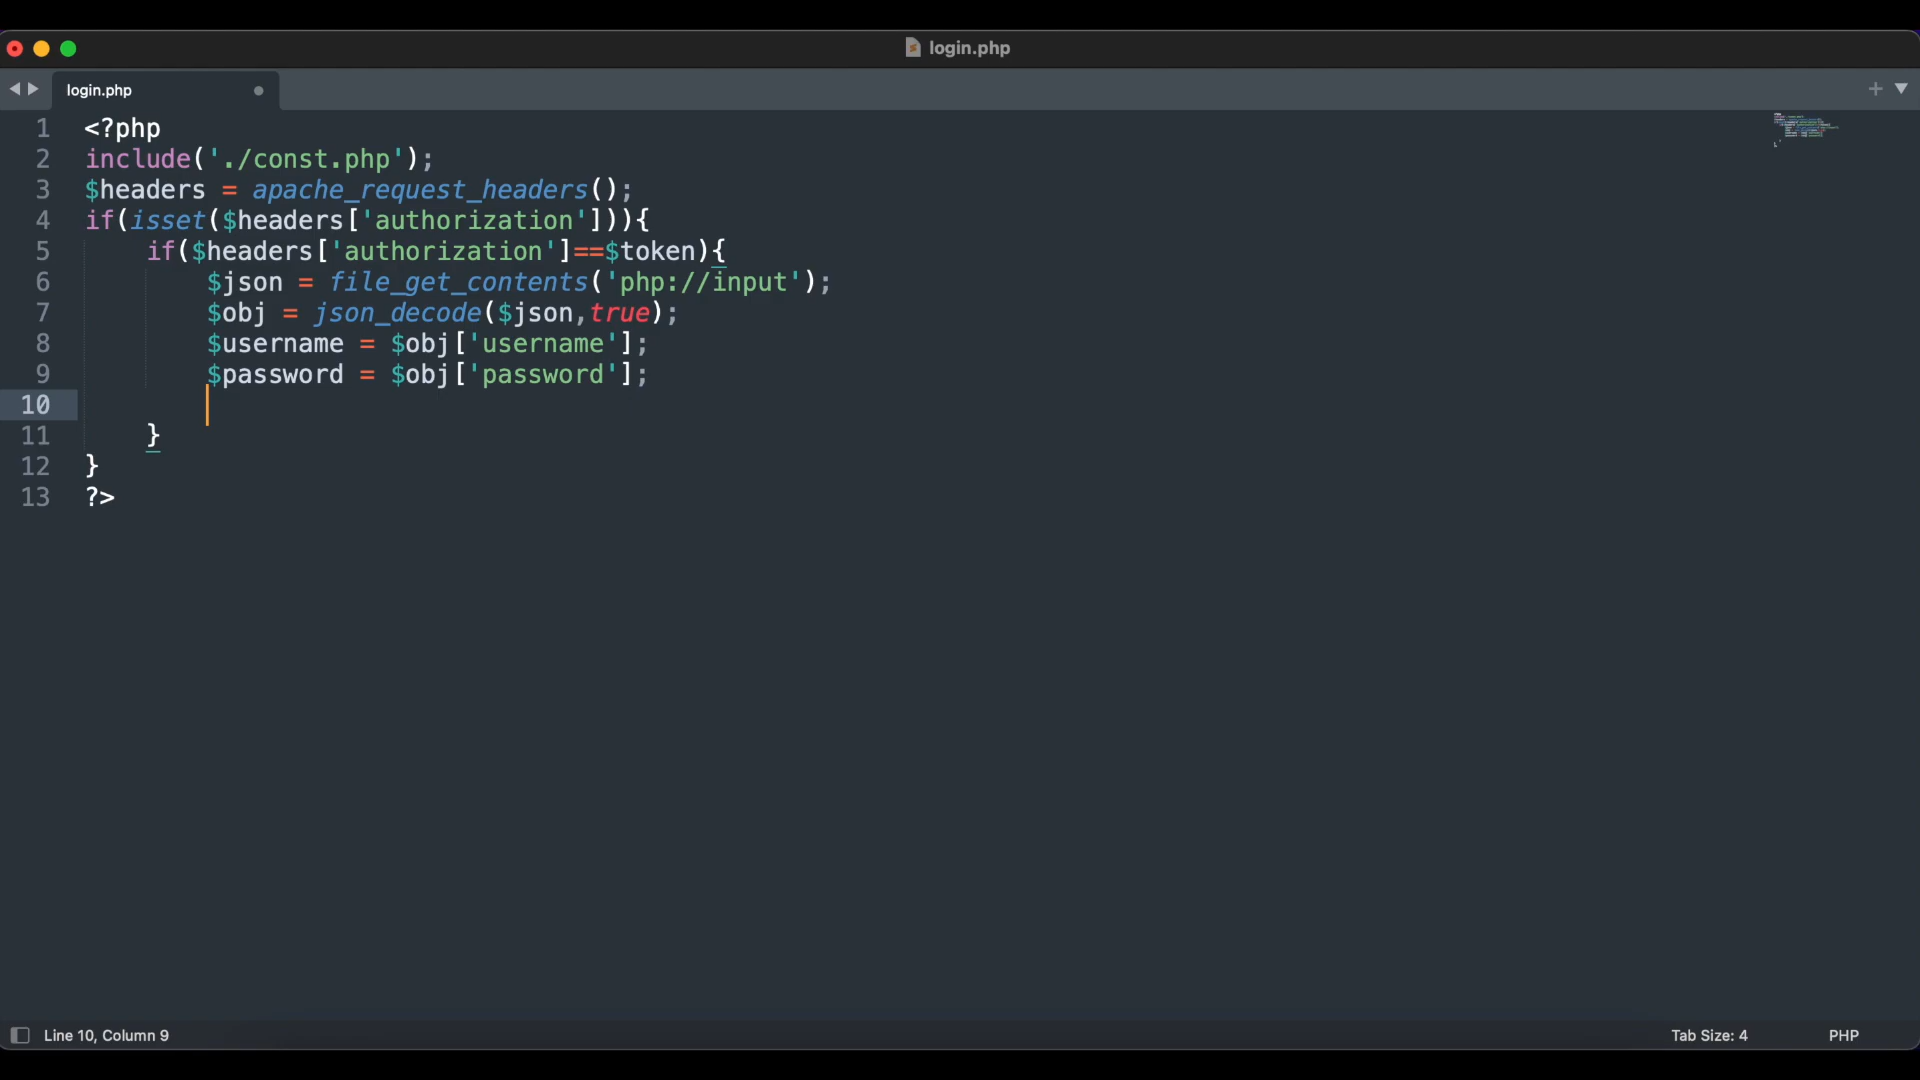 login.php
login.php
1 <?php
2 include('./const.php');
3 $headers = apache_request_headers();
4 if(isset($headers['authorization'])){
5     if($headers['authorization']==$token){
6         $json = file_get_contents('php://input');
7         $obj = json_decode($json,true);
8         $username = $obj['username'];
9         $password = $obj['password'];
10
11     }
12 }
13 ?>
Line 10, Column 9 Tab Size: 4 PHP